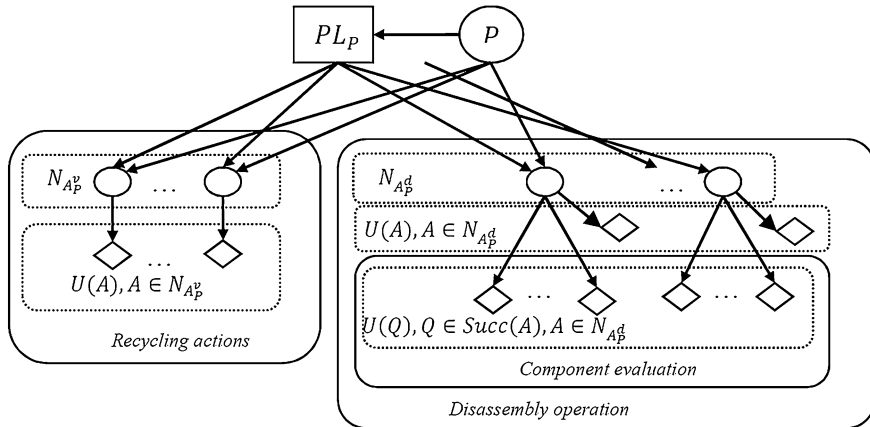 PL_P
P
N_{A_P^v}
...
N_{A_P^d}
...
U(A), A ∈ N_{A_P^d}
...
U(A), A ∈ N_{A_P^v}
... ...
U(Q), Q ∈ Succ(A), A ∈ N_{A_P^d}
Recycling actions
Component evaluation
Disassembly operation